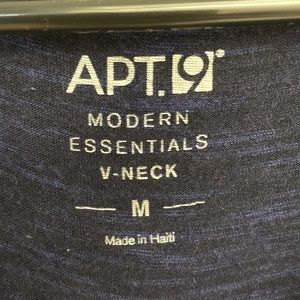 APT.9®
MODERN
ESSENTIALS
V-NECK
M
Made in Haiti